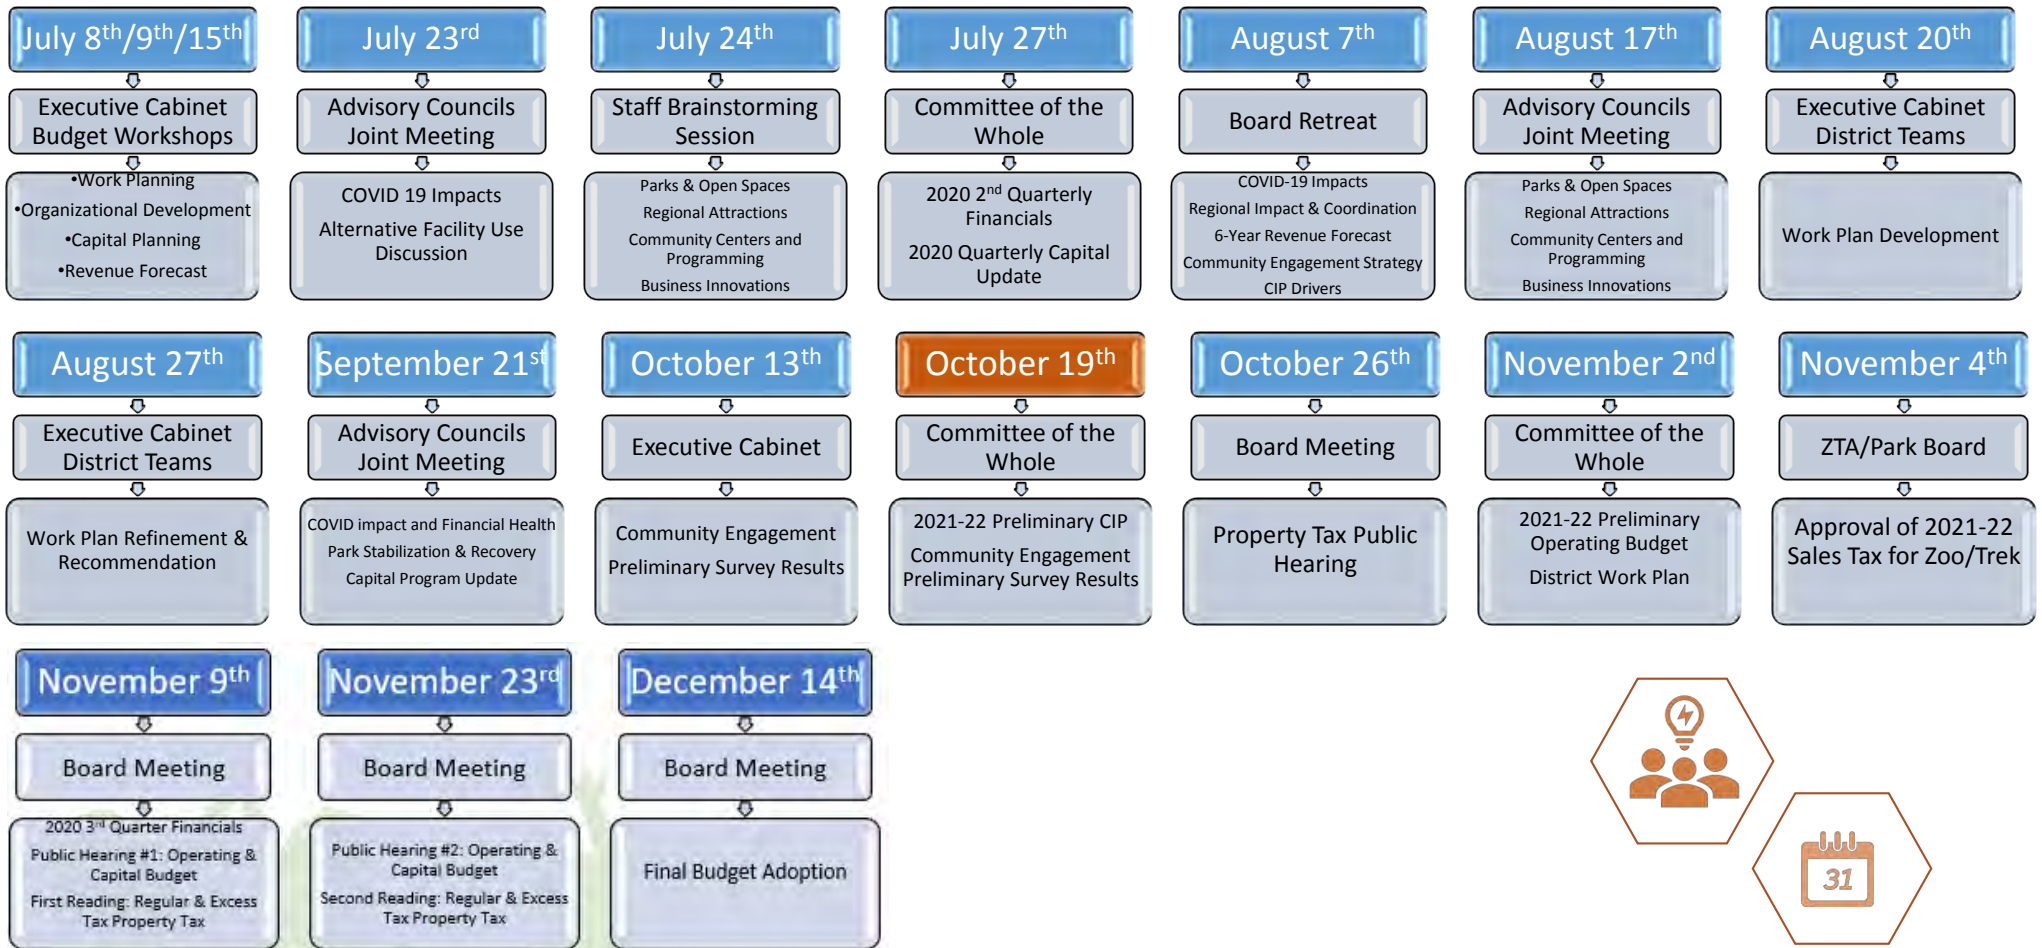 July 8th/9th/15th
Executive Cabinet
Budget Workshops
•Work Planning
•Organizational Development
•Capital Planning
•Revenue Forecast
July 23rd
Advisory Councils
Joint Meeting
COVID 19 Impacts
Alternative Facility Use
Discussion
July 24th
Staff Brainstorming
Session
Parks & Open Spaces
Regional Attractions
Community Centers and
Programming
Business Innovations
July 27th
Committee of the
Whole
2020 2nd Quarterly
Financials
2020 Quarterly Capital
Update
August 7th
Board Retreat
COVID-19 Impacts
Regional Impact & Coordination
6-Year Revenue Forecast
Community Engagement Strategy
CIP Drivers
August 17th
Advisory Councils
Joint Meeting
Parks & Open Spaces
Regional Attractions
Community Centers and
Programming
Business Innovations
August 20th
Executive Cabinet
District Teams
Work Plan Development
August 27th
Executive Cabinet
District Teams
Work Plan Refinement &
Recommendation
September 21st
Advisory Councils
Joint Meeting
COVID impact and Financial Health
Park Stabilization & Recovery
Capital Program Update
October 13th
Executive Cabinet
Community Engagement
Preliminary Survey Results
October 19th
Committee of the
Whole
2021-22 Preliminary CIP
Community Engagement
Preliminary Survey Results
October 26th
Board Meeting
Property Tax Public
Hearing
November 2nd
Committee of the
Whole
2021-22 Preliminary
Operating Budget
District Work Plan
November 4th
ZTA/Park Board
Approval of 2021-22
Sales Tax for Zoo/Trek
November 9th
Board Meeting
2020 3rd Quarter Financials
Public Hearing #1: Operating &
Capital Budget
First Reading: Regular & Excess
Tax Property Tax
November 23rd
Board Meeting
Public Hearing #2: Operating &
Capital Budget
Second Reading: Regular & Excess
Tax Property Tax
December 14th
Board Meeting
Final Budget Adoption
31